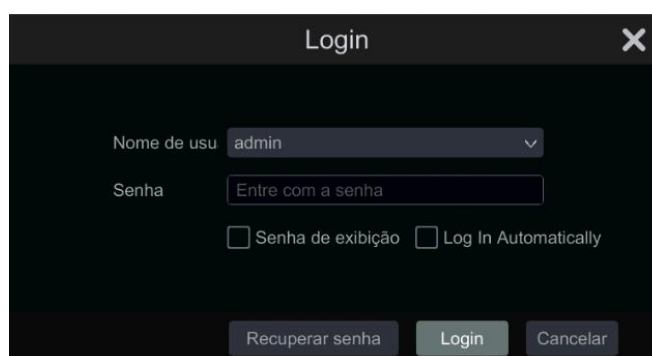 Login
Nome de usu
admin
Senha
Entre com a senha
Senha de exibição Log In Automatically
Recuperar senha Login Cancelar